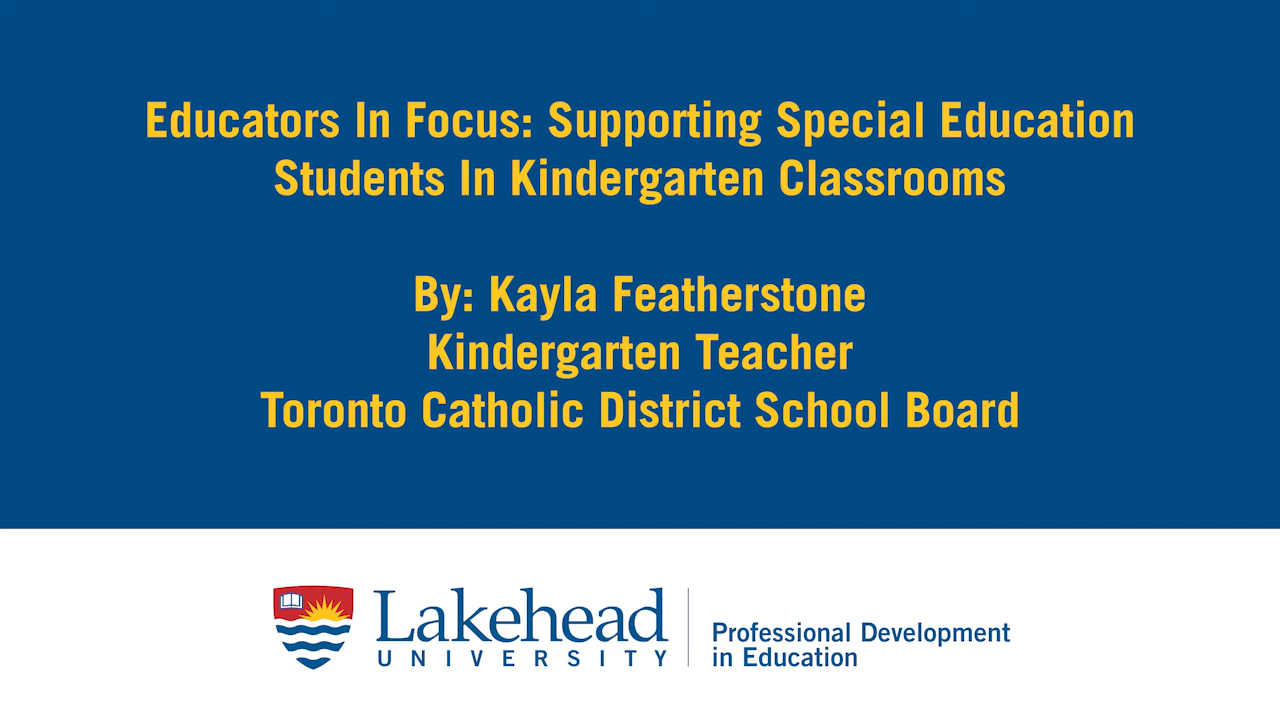 Educators In Focus: Supporting Special Education
Students In Kindergarten Classrooms
By: Kayla Featherstone
Kindergarten Teacher
Toronto Catholic District School Board
Lakehead
UNIVERSITY
Professional Development
in Education